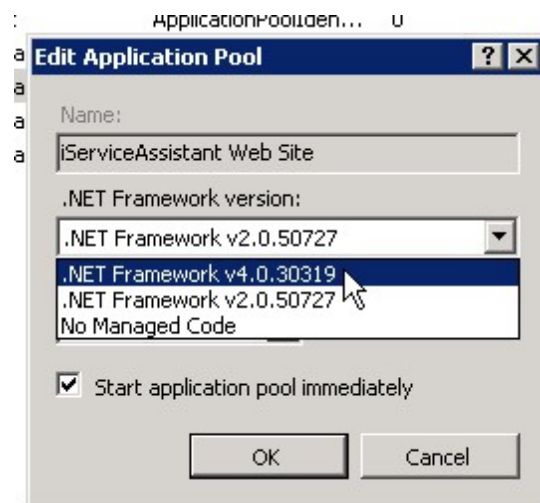 ApplicationPoolIden... 0
Edit Application Pool ? X
Name:
iServiceAssistant Web Site
.NET Framework version:
.NET Framework v2.0.50727
.NET Framework v4.0.30319
.NET Framework v2.0.50727
No Managed Code
Start application pool immediately
OK Cancel